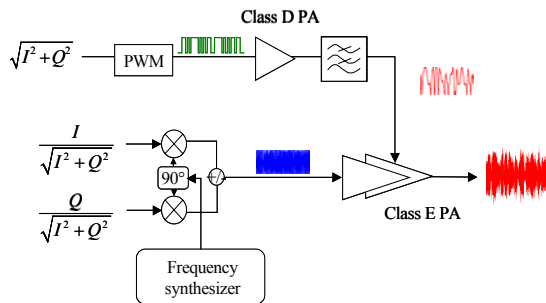 Class D PA
√(I² + Q²)
PWM
I / √(I² + Q²)
90°
+/-
Q / √(I² + Q²)
Class E PA
Frequency
synthesizer